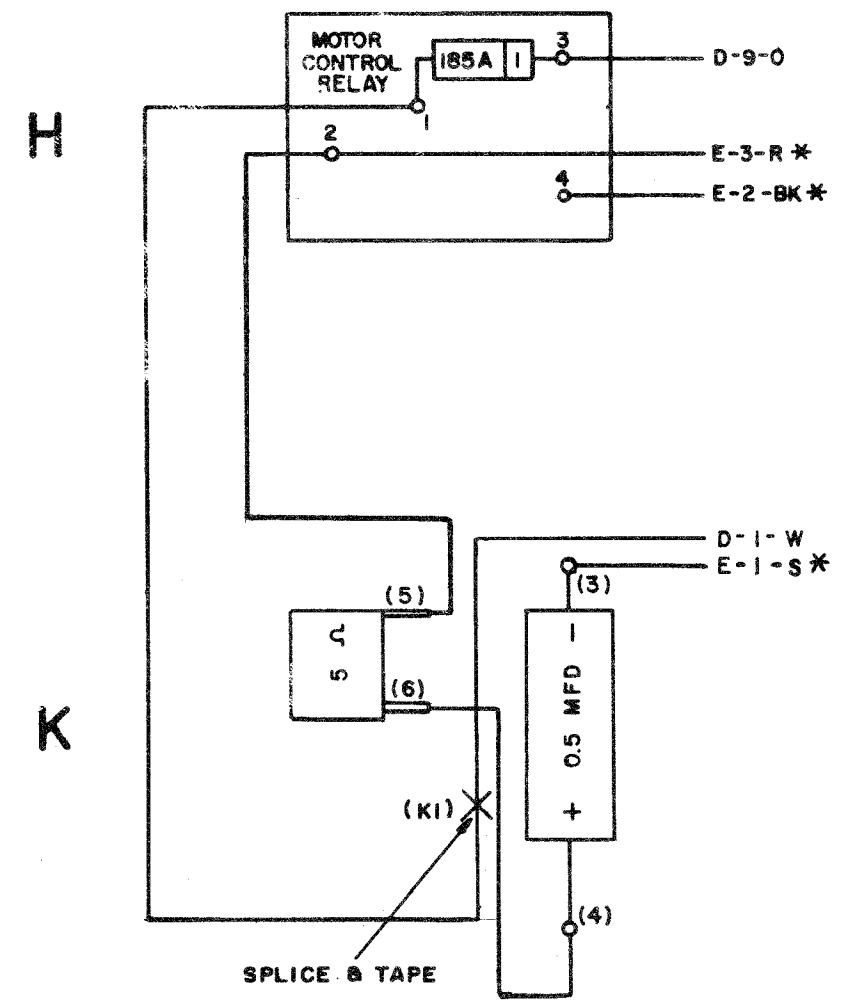 MOTOR
CONTROL
RELAY
185A 1
3
D-9-O
H
1
2
E-3-R *
4
E-2-BK *
D-1-W
E-1-S *
(3)
(5)
5 Ω
(6)
K
− 0.5 MFD +
(K1)
(4)
SPLICE & TAPE